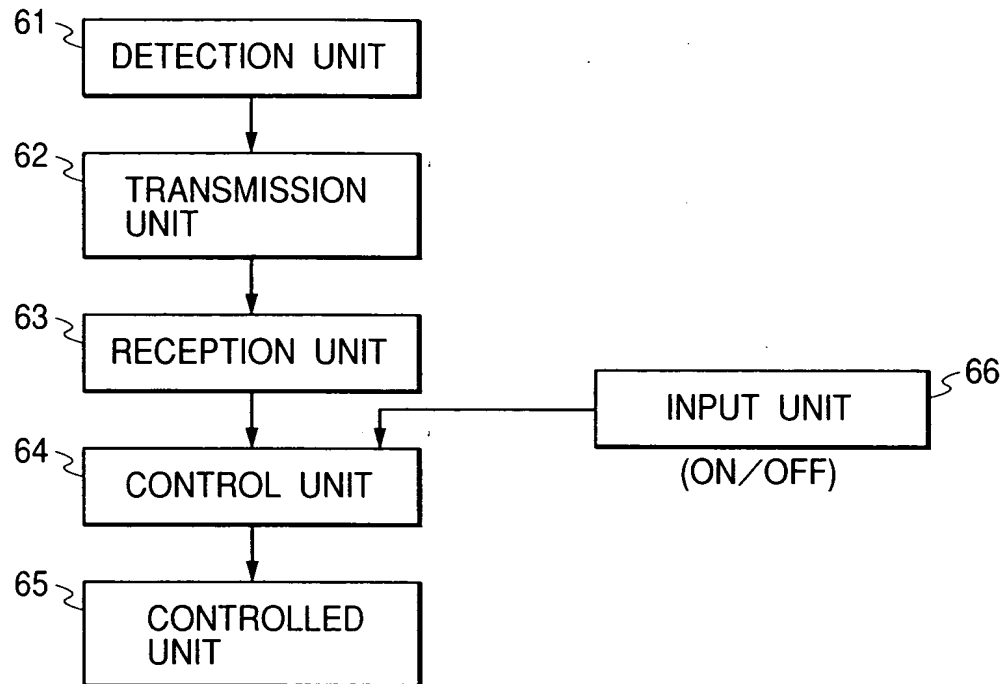 61
DETECTION UNIT
62
TRANSMISSION
UNIT
63
RECEPTION UNIT
66
INPUT UNIT
(ON/OFF)
64
CONTROL UNIT
65
CONTROLLED
UNIT